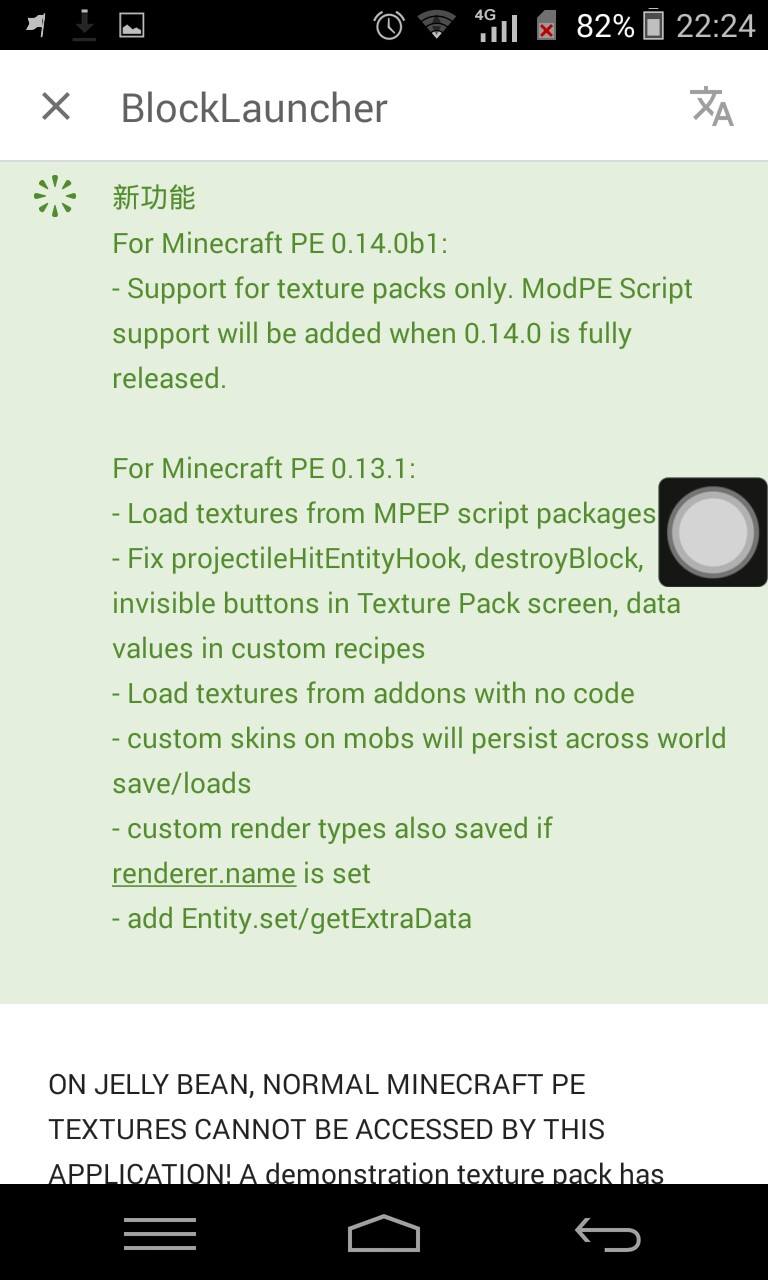 4G 82% 22:24
BlockLauncher
新功能
For Minecraft PE 0.14.0b1:
- Support for texture packs only. ModPE Script
support will be added when 0.14.0 is fully
released.
For Minecraft PE 0.13.1:
- Load textures from MPEP script packages
- Fix projectileHitEntityHook, destroyBlock,
invisible buttons in Texture Pack screen, data
values in custom recipes
- Load textures from addons with no code
- custom skins on mobs will persist across world
save/loads
- custom render types also saved if
renderer.name is set
- add Entity.set/getExtraData
ON JELLY BEAN, NORMAL MINECRAFT PE
TEXTURES CANNOT BE ACCESSED BY THIS
APPLICATION! A demonstration texture pack has